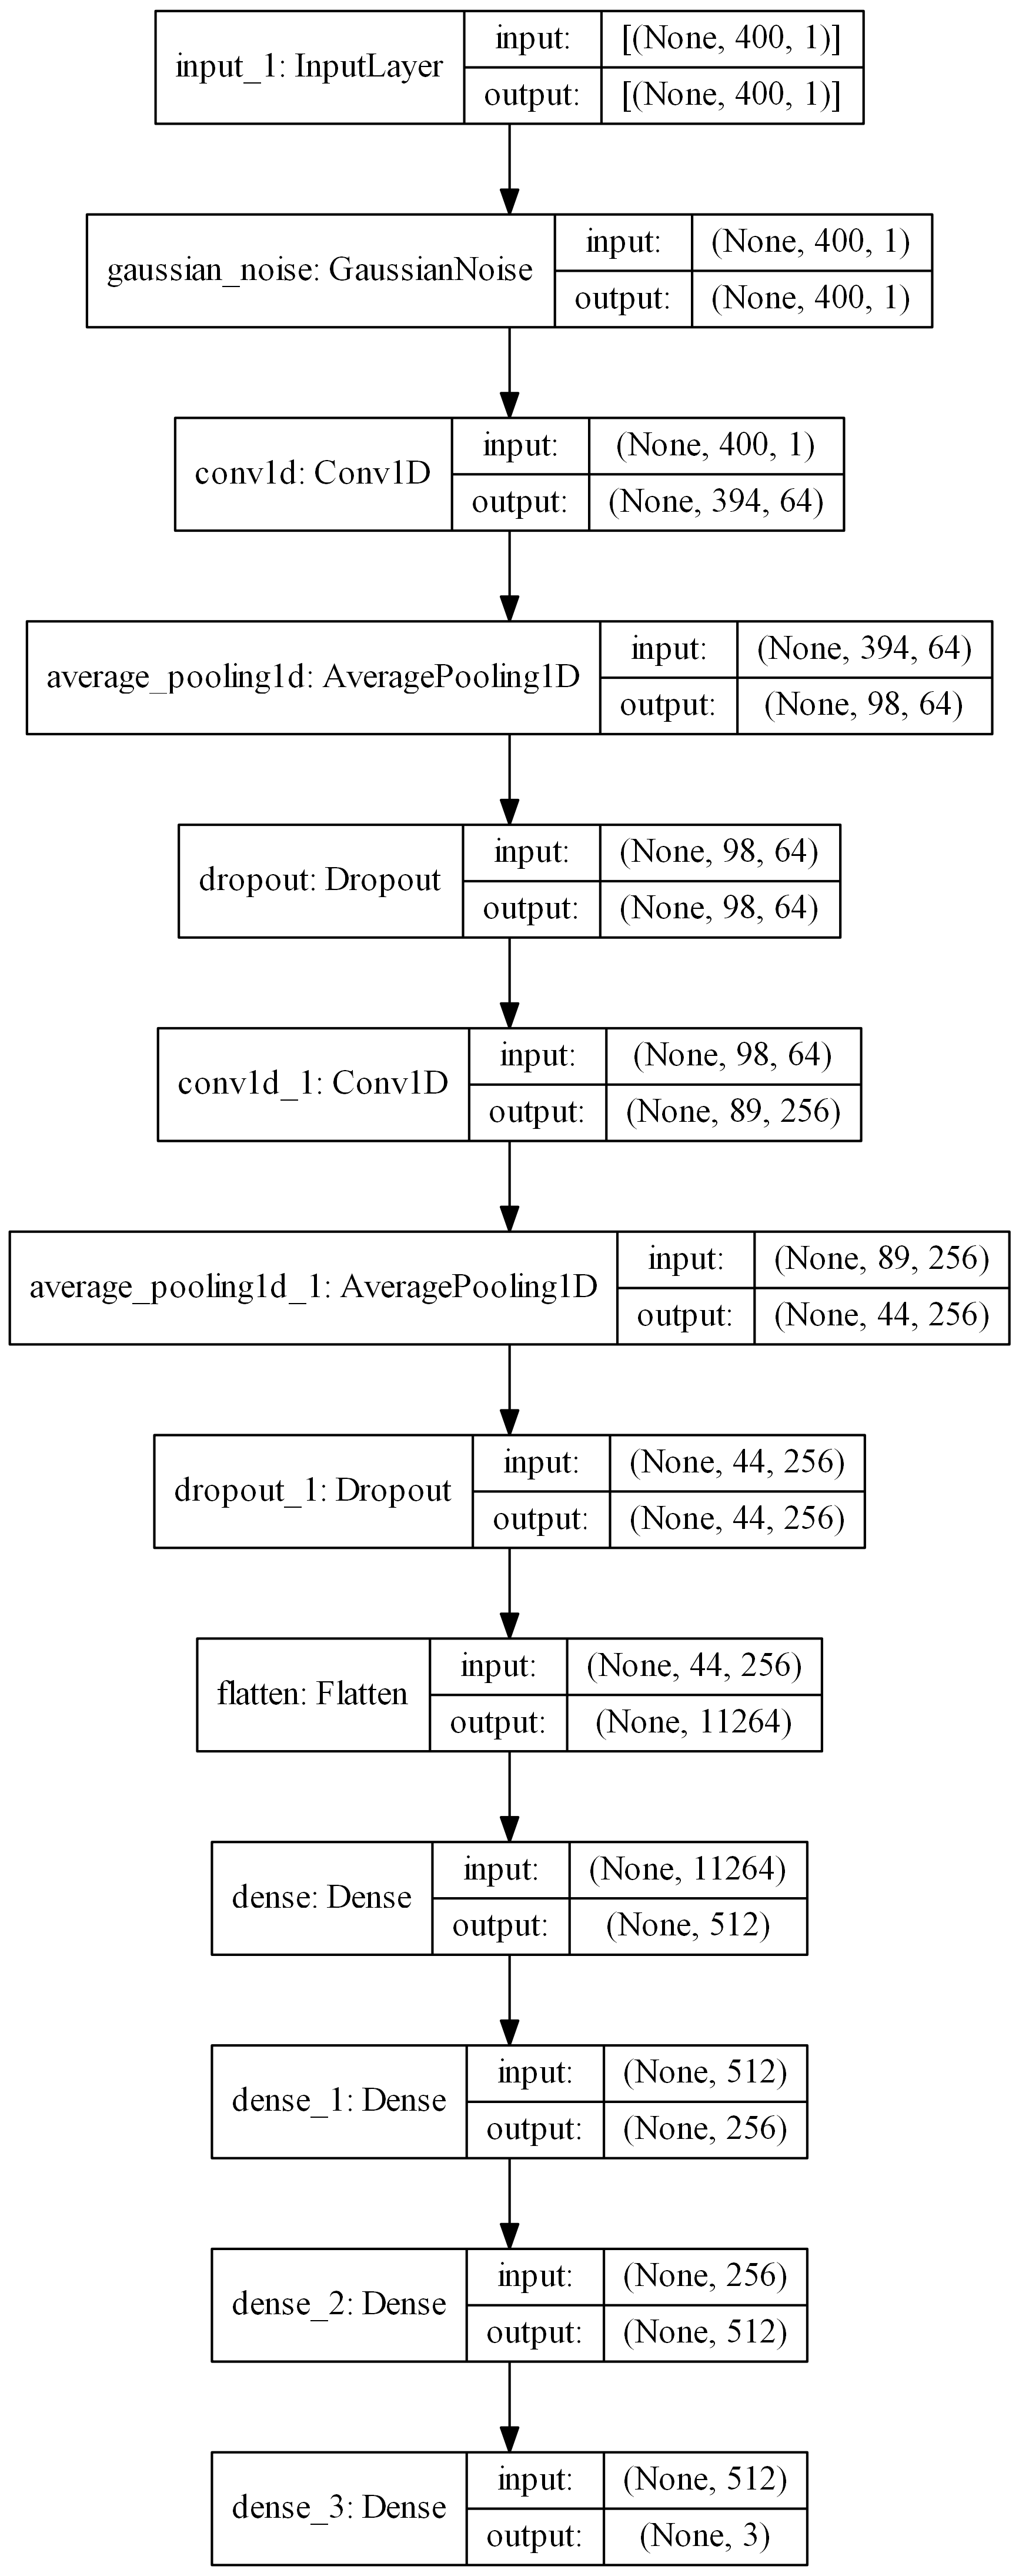 input_1: InputLayer
input: [(None, 400, 1)]
output: [(None, 400, 1)]
gaussian_noise: GaussianNoise
input: (None, 400, 1)
output: (None, 400, 1)
conv1d: Conv1D
input: (None, 400, 1)
output: (None, 394, 64)
average_pooling1d: AveragePooling1D
input: (None, 394, 64)
output: (None, 98, 64)
dropout: Dropout
input: (None, 98, 64)
output: (None, 98, 64)
conv1d_1: Conv1D
input: (None, 98, 64)
output: (None, 89, 256)
average_pooling1d_1: AveragePooling1D
input: (None, 89, 256)
output: (None, 44, 256)
dropout_1: Dropout
input: (None, 44, 256)
output: (None, 44, 256)
flatten: Flatten
input: (None, 44, 256)
output: (None, 11264)
dense: Dense
input: (None, 11264)
output: (None, 512)
dense_1: Dense
input: (None, 512)
output: (None, 256)
dense_2: Dense
input: (None, 256)
output: (None, 512)
dense_3: Dense
input: (None, 512)
output: (None, 3)